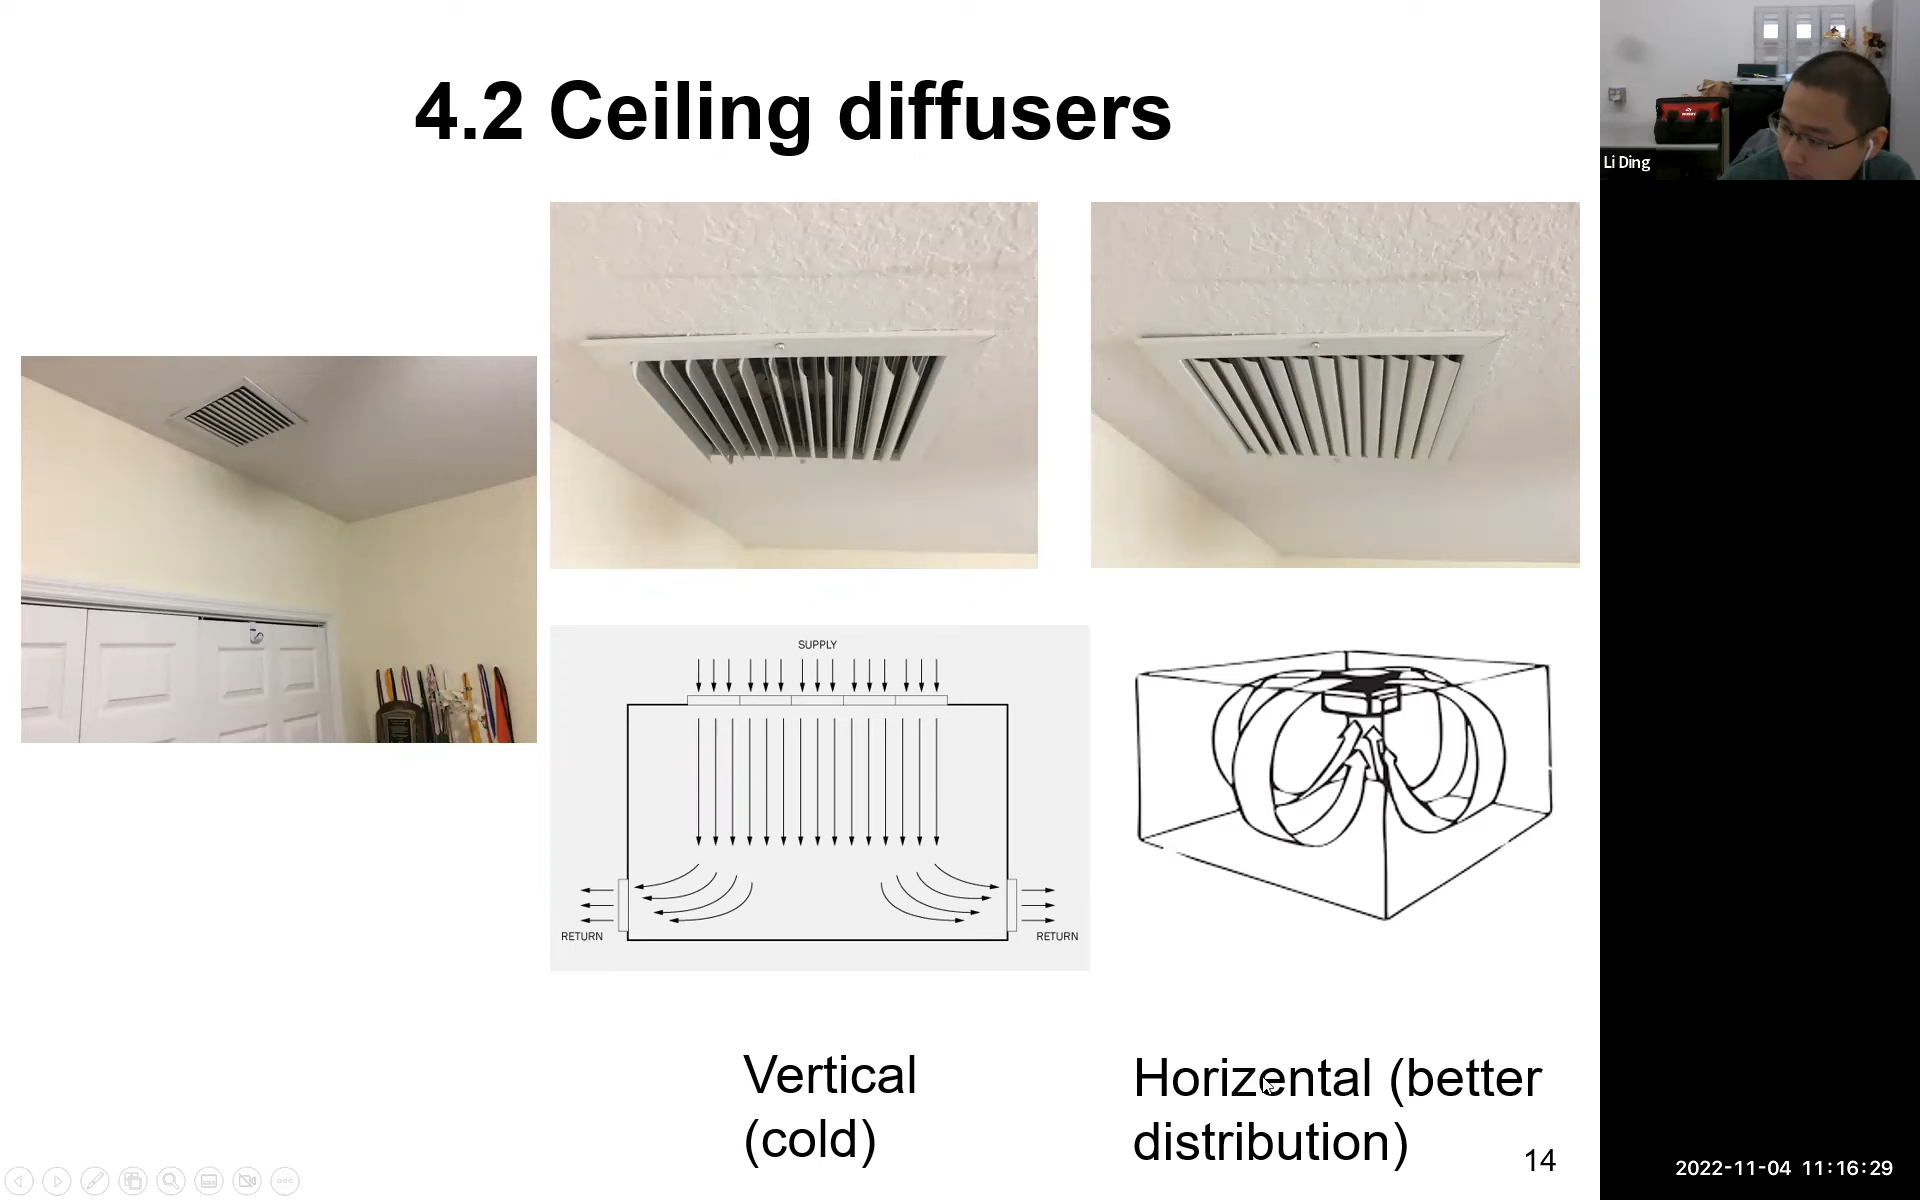 4.2 Ceiling diffusers
Li Ding
SUPPLY
RETURN
RETURN
Vertical
(cold)
Horizental (better
distribution)
14
2022-11-04 11:16:29